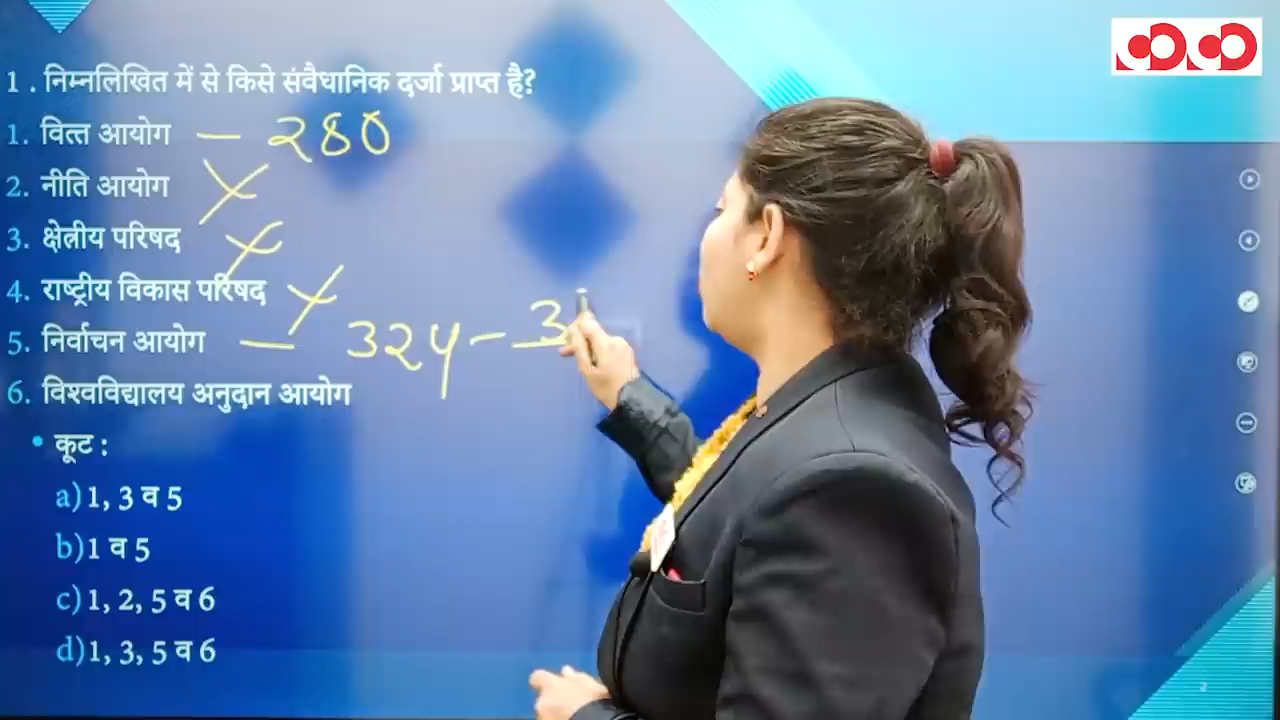 1 . निम्नलिखित में से किसे संवैधानिक दर्जा प्राप्त है?
1. वित्त आयोग – 280
2. नीति आयोग
3. क्षेत्रीय परिषद
4. राष्ट्रीय विकास परिषद
5. निर्वाचन आयोग — 324 – 3
6. विश्वविद्यालय अनुदान आयोग
• कूट :
a) 1, 3 व 5
b) 1 व 5
c) 1, 2, 5 व 6
d) 1, 3, 5 व 6
2